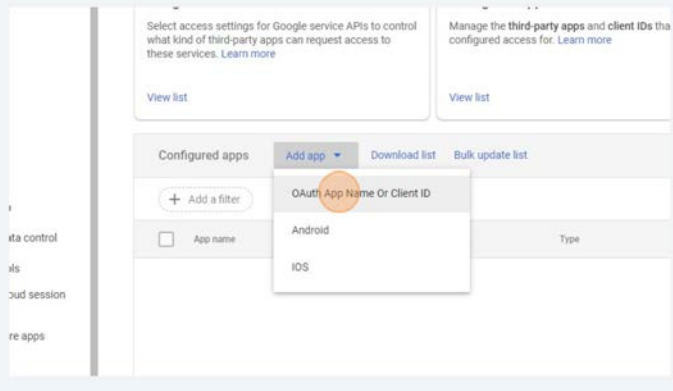 Select access settings for Google service APIs to control
what kind of third-party apps can request access to
these services. Learn more
View list
Manage the third-party apps and client IDs tha
configured access for. Learn more
View list
Configured apps Add app Download list Bulk update list
+ Add a filter
OAuth App Name Or Client ID
App name
Android
Type
IOS
ata control
ols
oud session
re apps